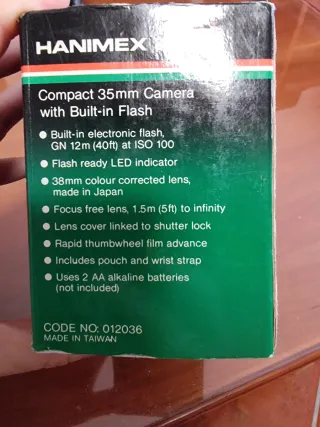 HANIMEX
Compact 35mm Camera
with Built-in Flash
● Built-in electronic flash,
GN 12m (40ft) at ISO 100
● Flash ready LED indicator
● 38mm colour corrected lens,
made in Japan
● Focus free lens, 1.5m (5ft) to infinity
● Lens cover linked to shutter lock
● Rapid thumbwheel film advance
● Includes pouch and wrist strap
● Uses 2 AA alkaline batteries
(not included)
CODE NO: 012036
MADE IN TAIWAN